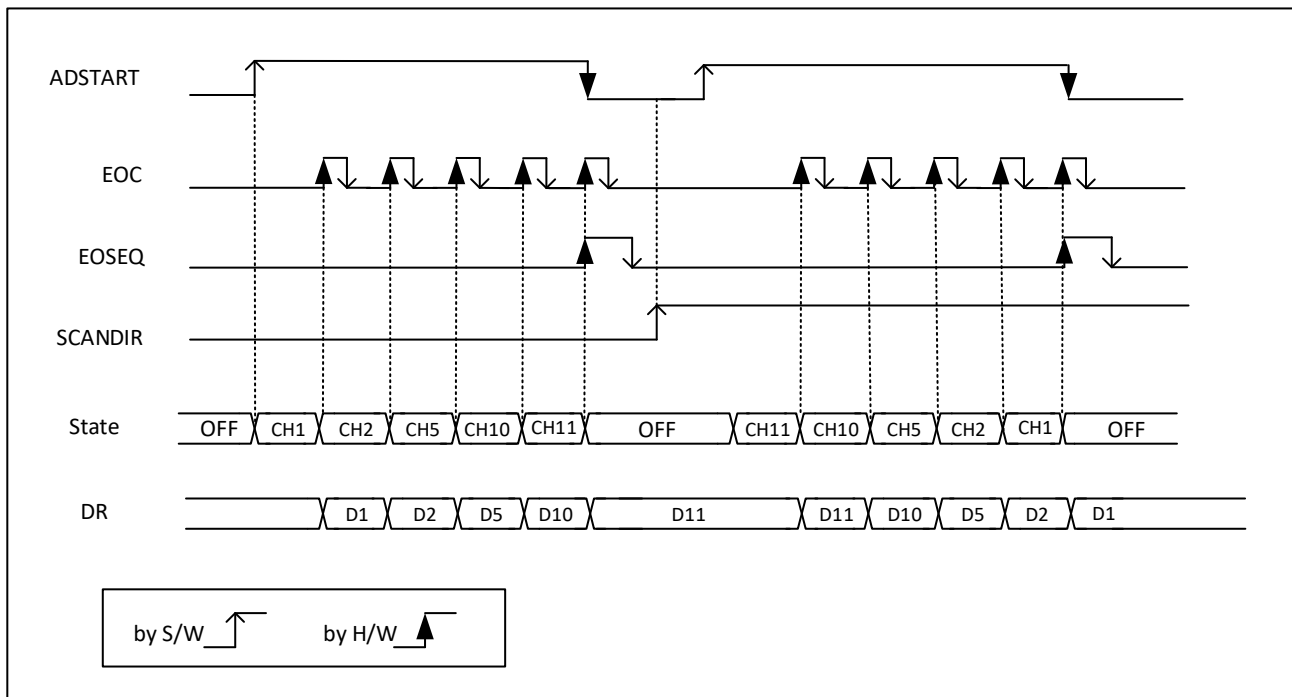 ADSTART
EOC
EOSEQ
SCANDIR
State OFF CH1 CH2 CH5 CH10 CH11 OFF CH11 CH10 CH5 CH2 CH1 OFF
DR D1 D2 D5 D10 D11 D11 D10 D5 D2 D1
by S/W by H/W